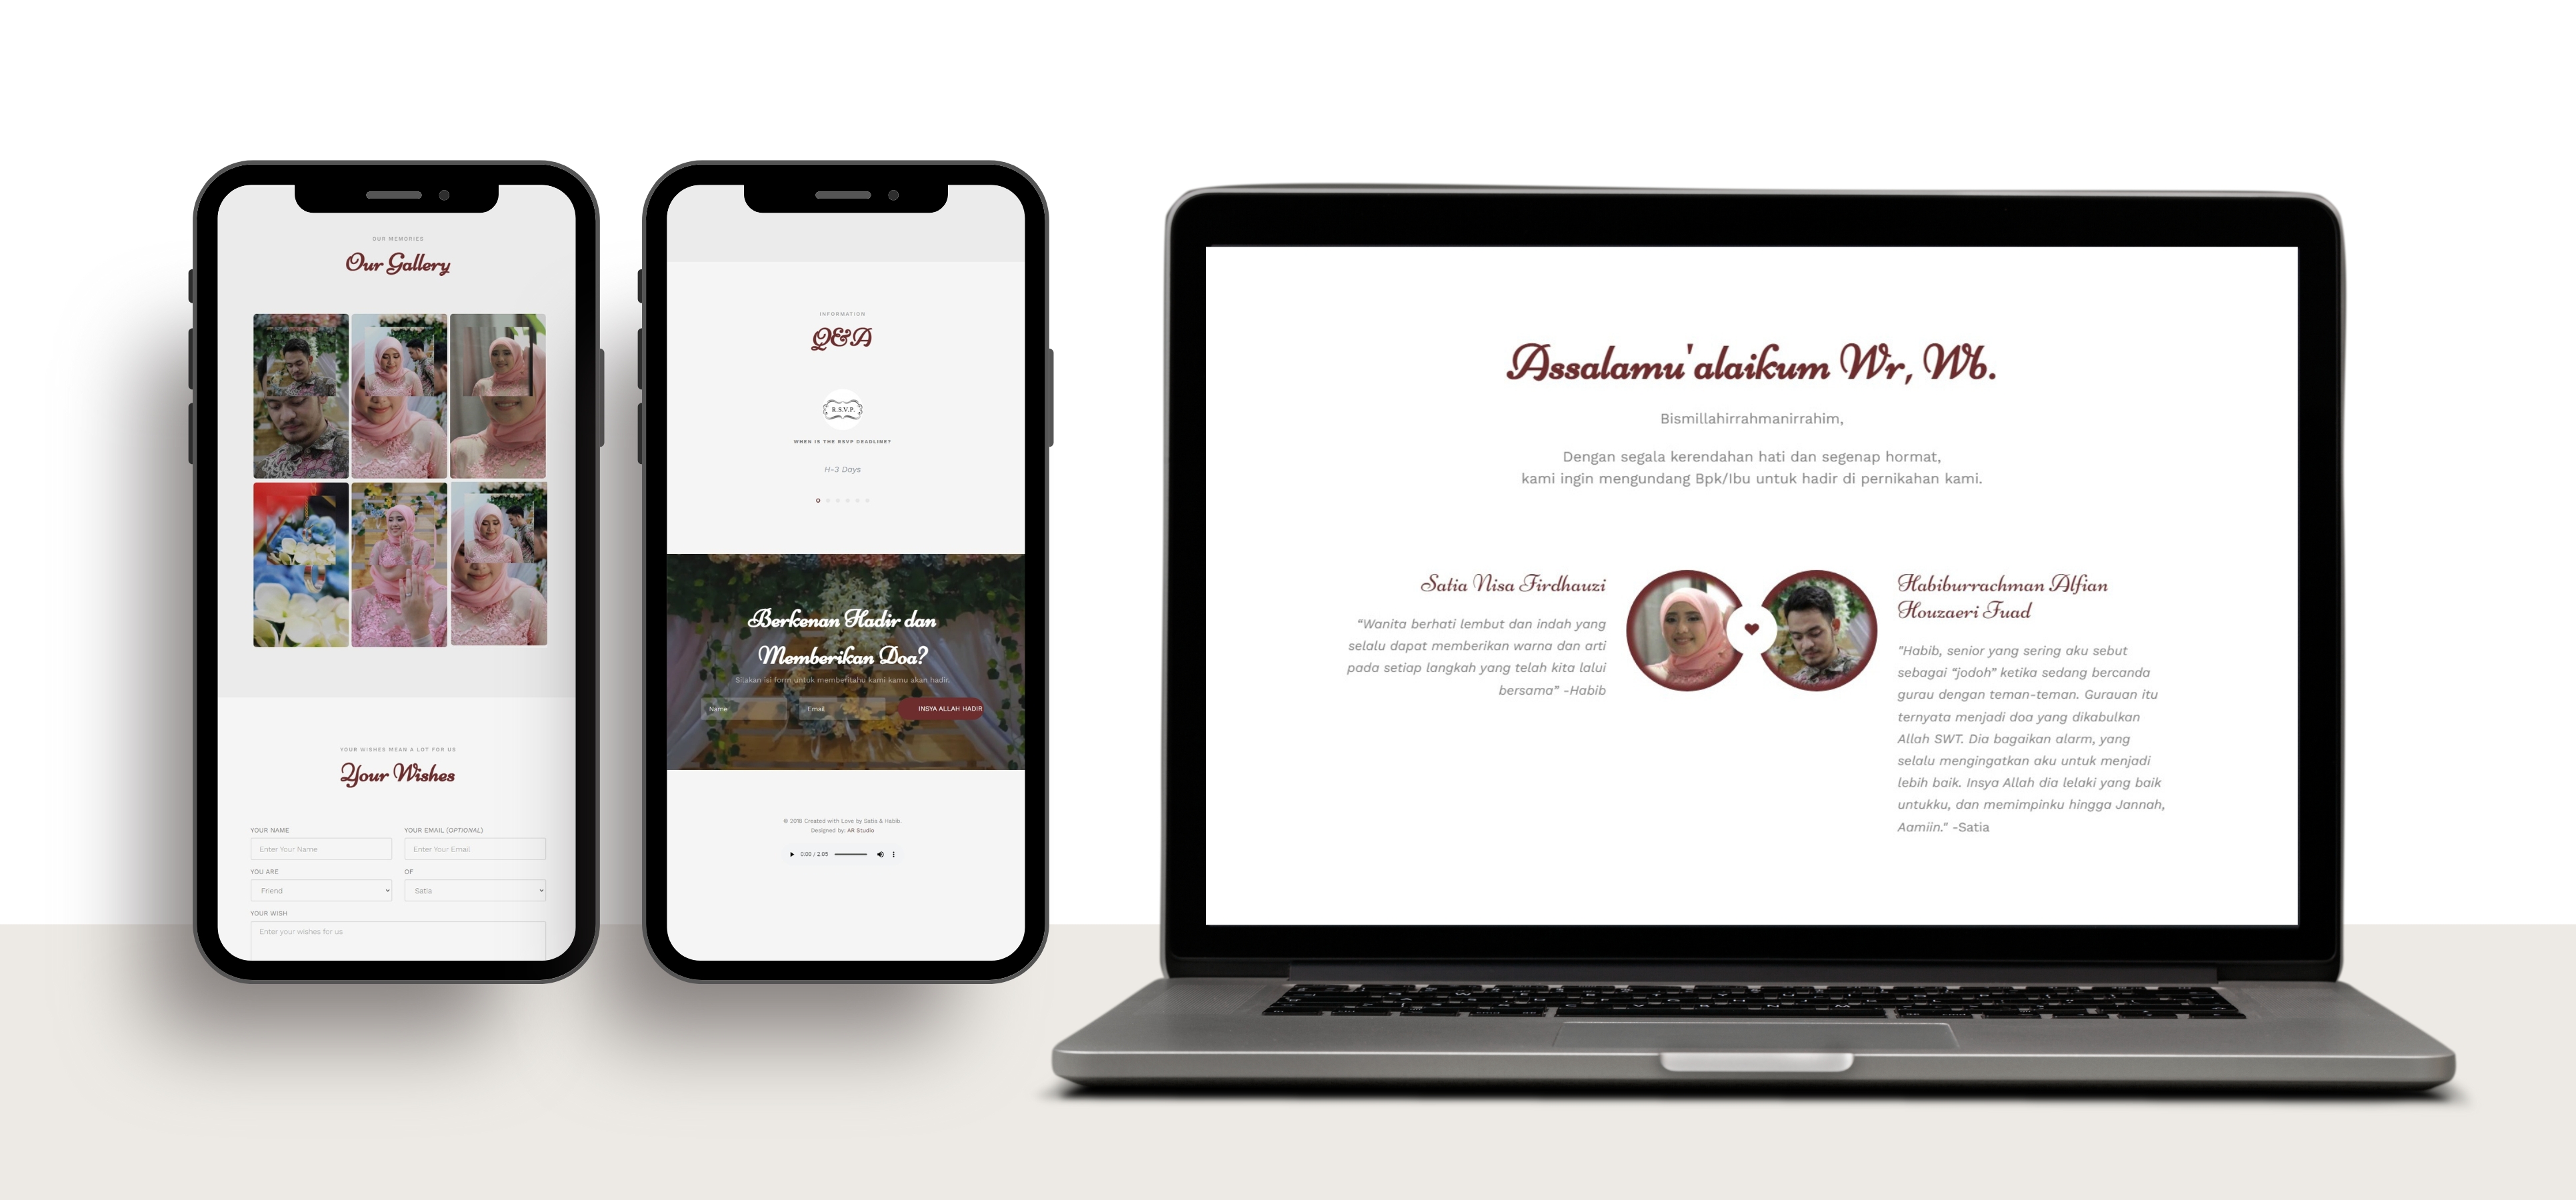 OUR MEMORIES
Our Gallery
YOUR WISHES MEAN A LOT FOR US
Your Wishes
YOUR NAME
YOUR EMAIL (OPTIONAL)
Enter Your Name
Enter Your Email
YOU ARE
OF
Friend
Satia
YOUR WISH
Enter your wishes for us
INFORMATION
Q&A
R.S.V.P.
WHEN IS THE RSVP DEADLINE?
H-3 Days
Berkenan Hadir dan
Memberikan Doa?
Silakan isi form untuk memberitahu kami kamu akan hadir.
Name
Email
INSYA ALLAH HADIR
© 2018 Created with Love by Satia & Habib.
Designed by: AR Studio
0:00 / 2:05
Assalamu'alaikum Wr, Wb.
Bismillahirrahmanirrahim,
Dengan segala kerendahan hati dan segenap hormat,
kami ingin mengundang Bpk/Ibu untuk hadir di pernikahan kami.
Satia Nisa Firdhauzi
“Wanita berhati lembut dan indah yang
selalu dapat memberikan warna dan arti
pada setiap langkah yang telah kita lalui
bersama” -Habib
Habiburrachman Alfian
Houzaeri Fuad
"Habib, senior yang sering aku sebut
sebagai “jodoh” ketika sedang bercanda
gurau dengan teman-teman. Gurauan itu
ternyata menjadi doa yang dikabulkan
Allah SWT. Dia bagaikan alarm, yang
selalu mengingatkan aku untuk menjadi
lebih baik. Insya Allah dia lelaki yang baik
untukku, dan memimpinku hingga Jannah,
Aamiin." -Satia